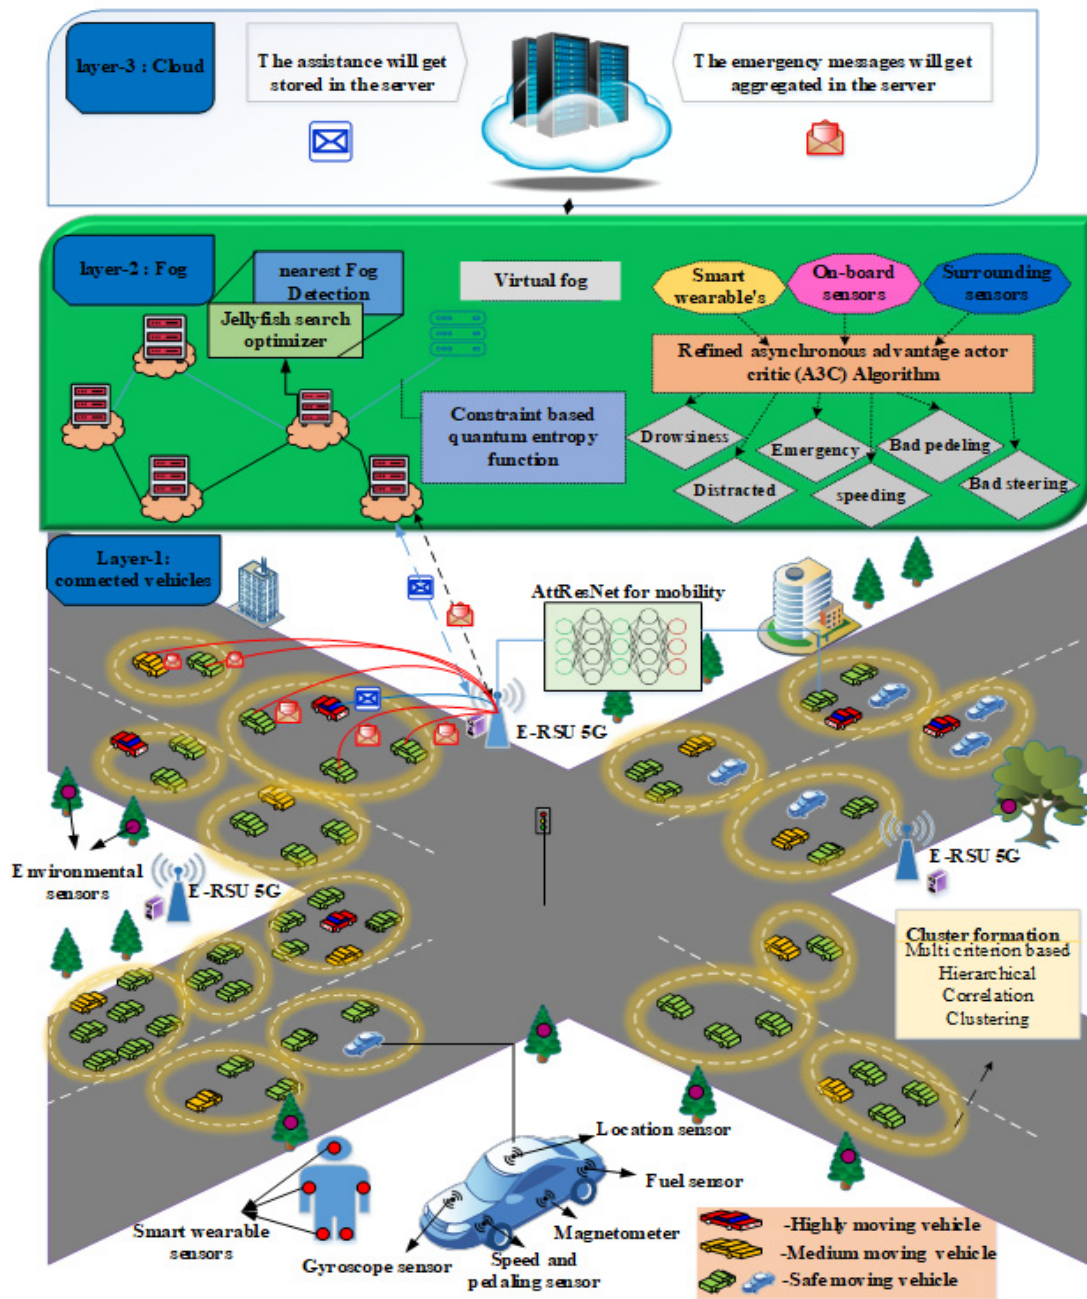 layer-3 : Cloud
The assistance will get
stored in the server
The emergency messages will get
aggregated in the server
layer-2 : Fog
nearest Fog
Detection
Jellyfish search
optimizer
Virtual fog
Constraint based
quantum entropy
function
Smart
wearable's
On-board
sensors
Surrounding
sensors
Refined asynchronous advantage actor
critic (A3C) Algorithm
Drowsiness
Emergency
Bad pedeling
Distracted
speeding
Bad steering
Layer-1:
connected vehicles
AttResNet for mobility
E-RSU 5G
Environmental
sensors
E-RSU 5G
E-RSU 5G
Cluster formation
Multi criterion based
Hierarchical
Correlation
Clustering
Location sensor
Fuel sensor
Magnetometer
Speed and
pedaling sensor
Gyroscope sensor
Smart wearable
sensors
-Highly moving vehicle
-Medium moving vehicle
-Safe moving vehicle